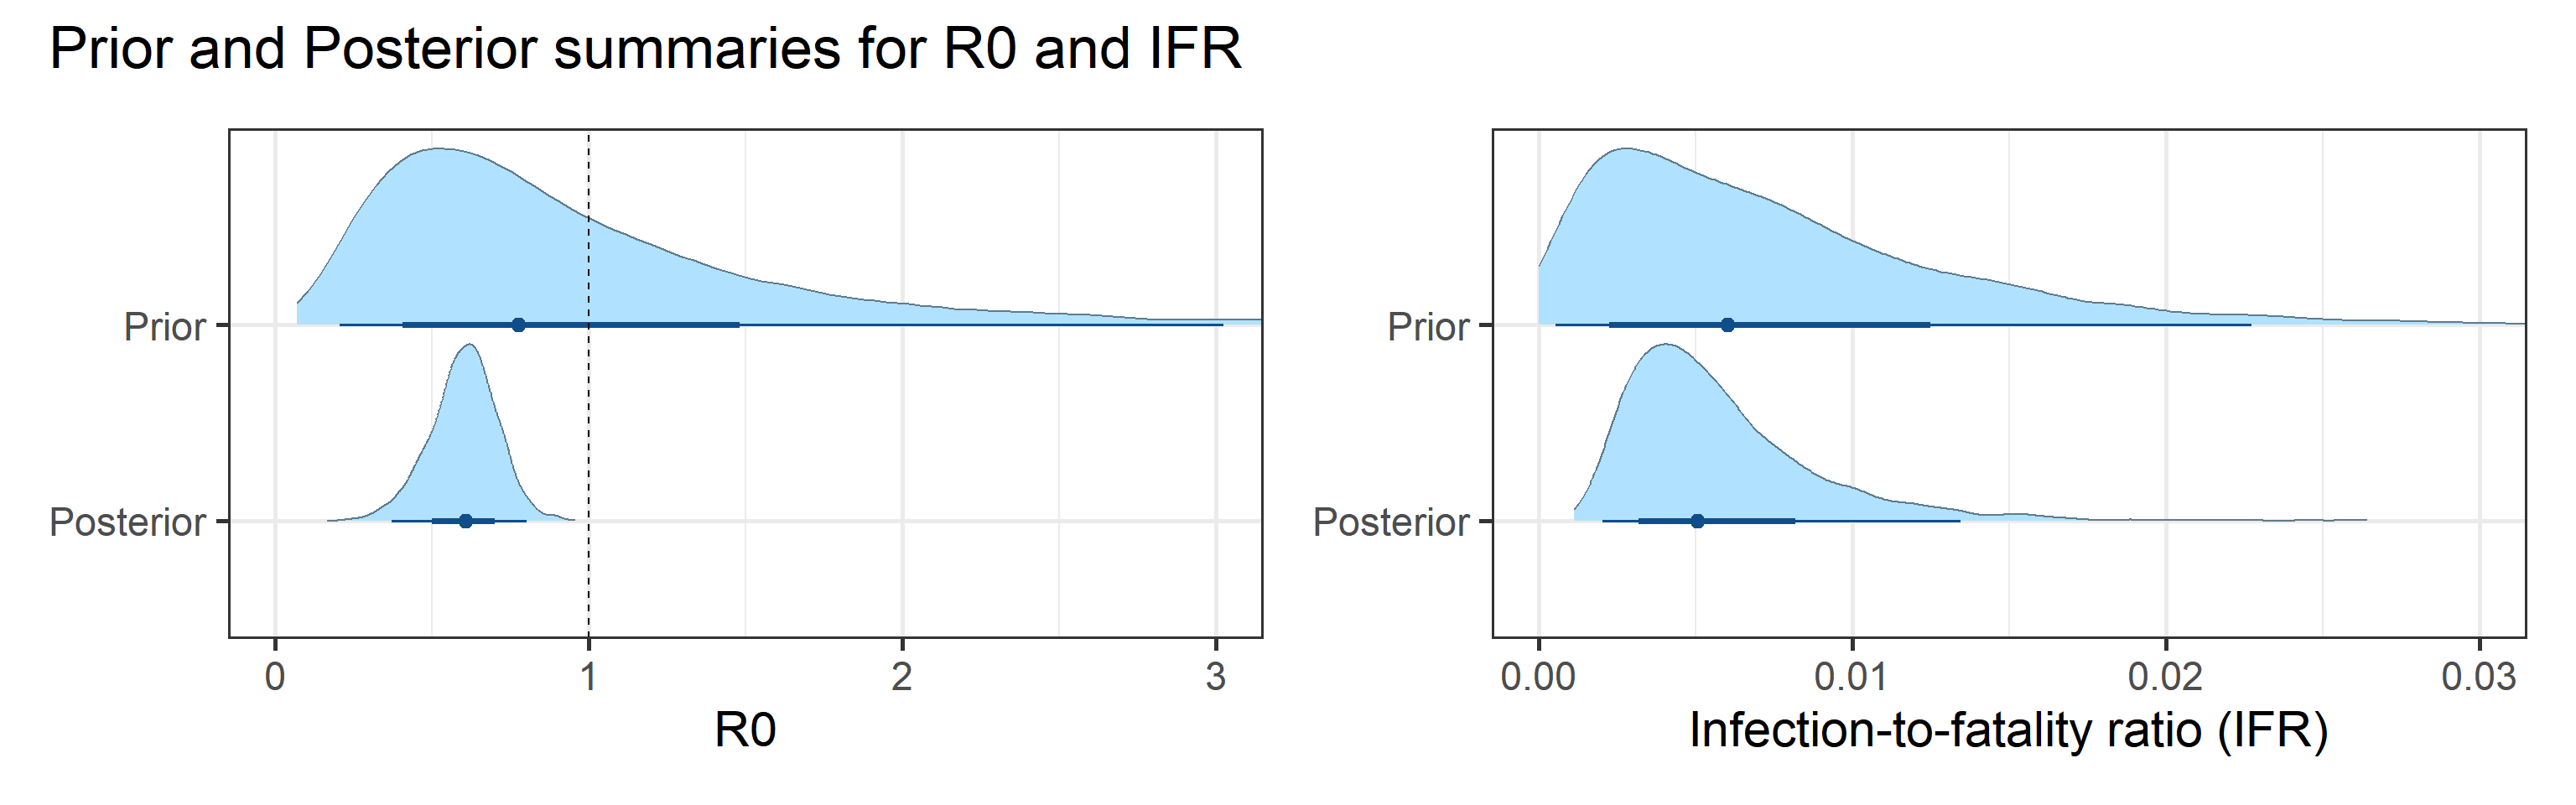 Prior and Posterior summaries for R0 and IFR
Prior
Posterior
0 1 2 3
R0
Prior
Posterior
0.00 0.01 0.02 0.03
Infection-to-fatality ratio (IFR)